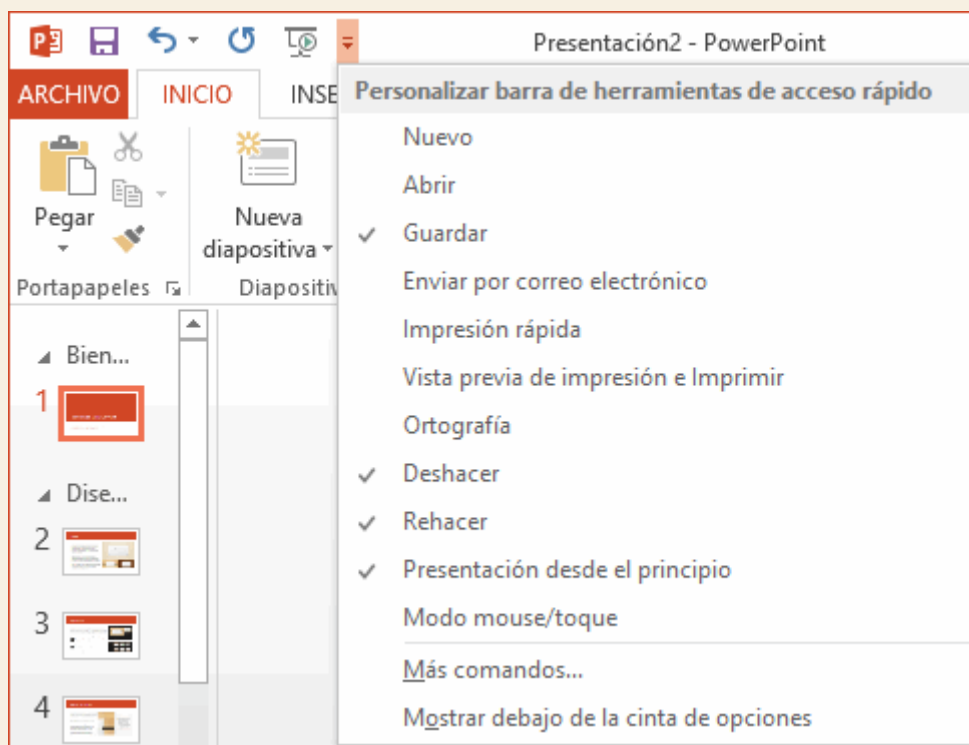 Presentación2 - PowerPoint
ARCHIVO INICIO INSE
Personalizar barra de herramientas de acceso rápido
Nuevo
Abrir
Guardar
Enviar por correo electrónico
Impresión rápida
Vista previa de impresión e Imprimir
Ortografía
Deshacer
Rehacer
Presentación desde el principio
Modo mouse/toque
Más comandos...
Mostrar debajo de la cinta de opciones
Pegar
Nueva
diapositiva
Portapapeles
Diapositiv
Bien...
1
Dise...
2
3
4